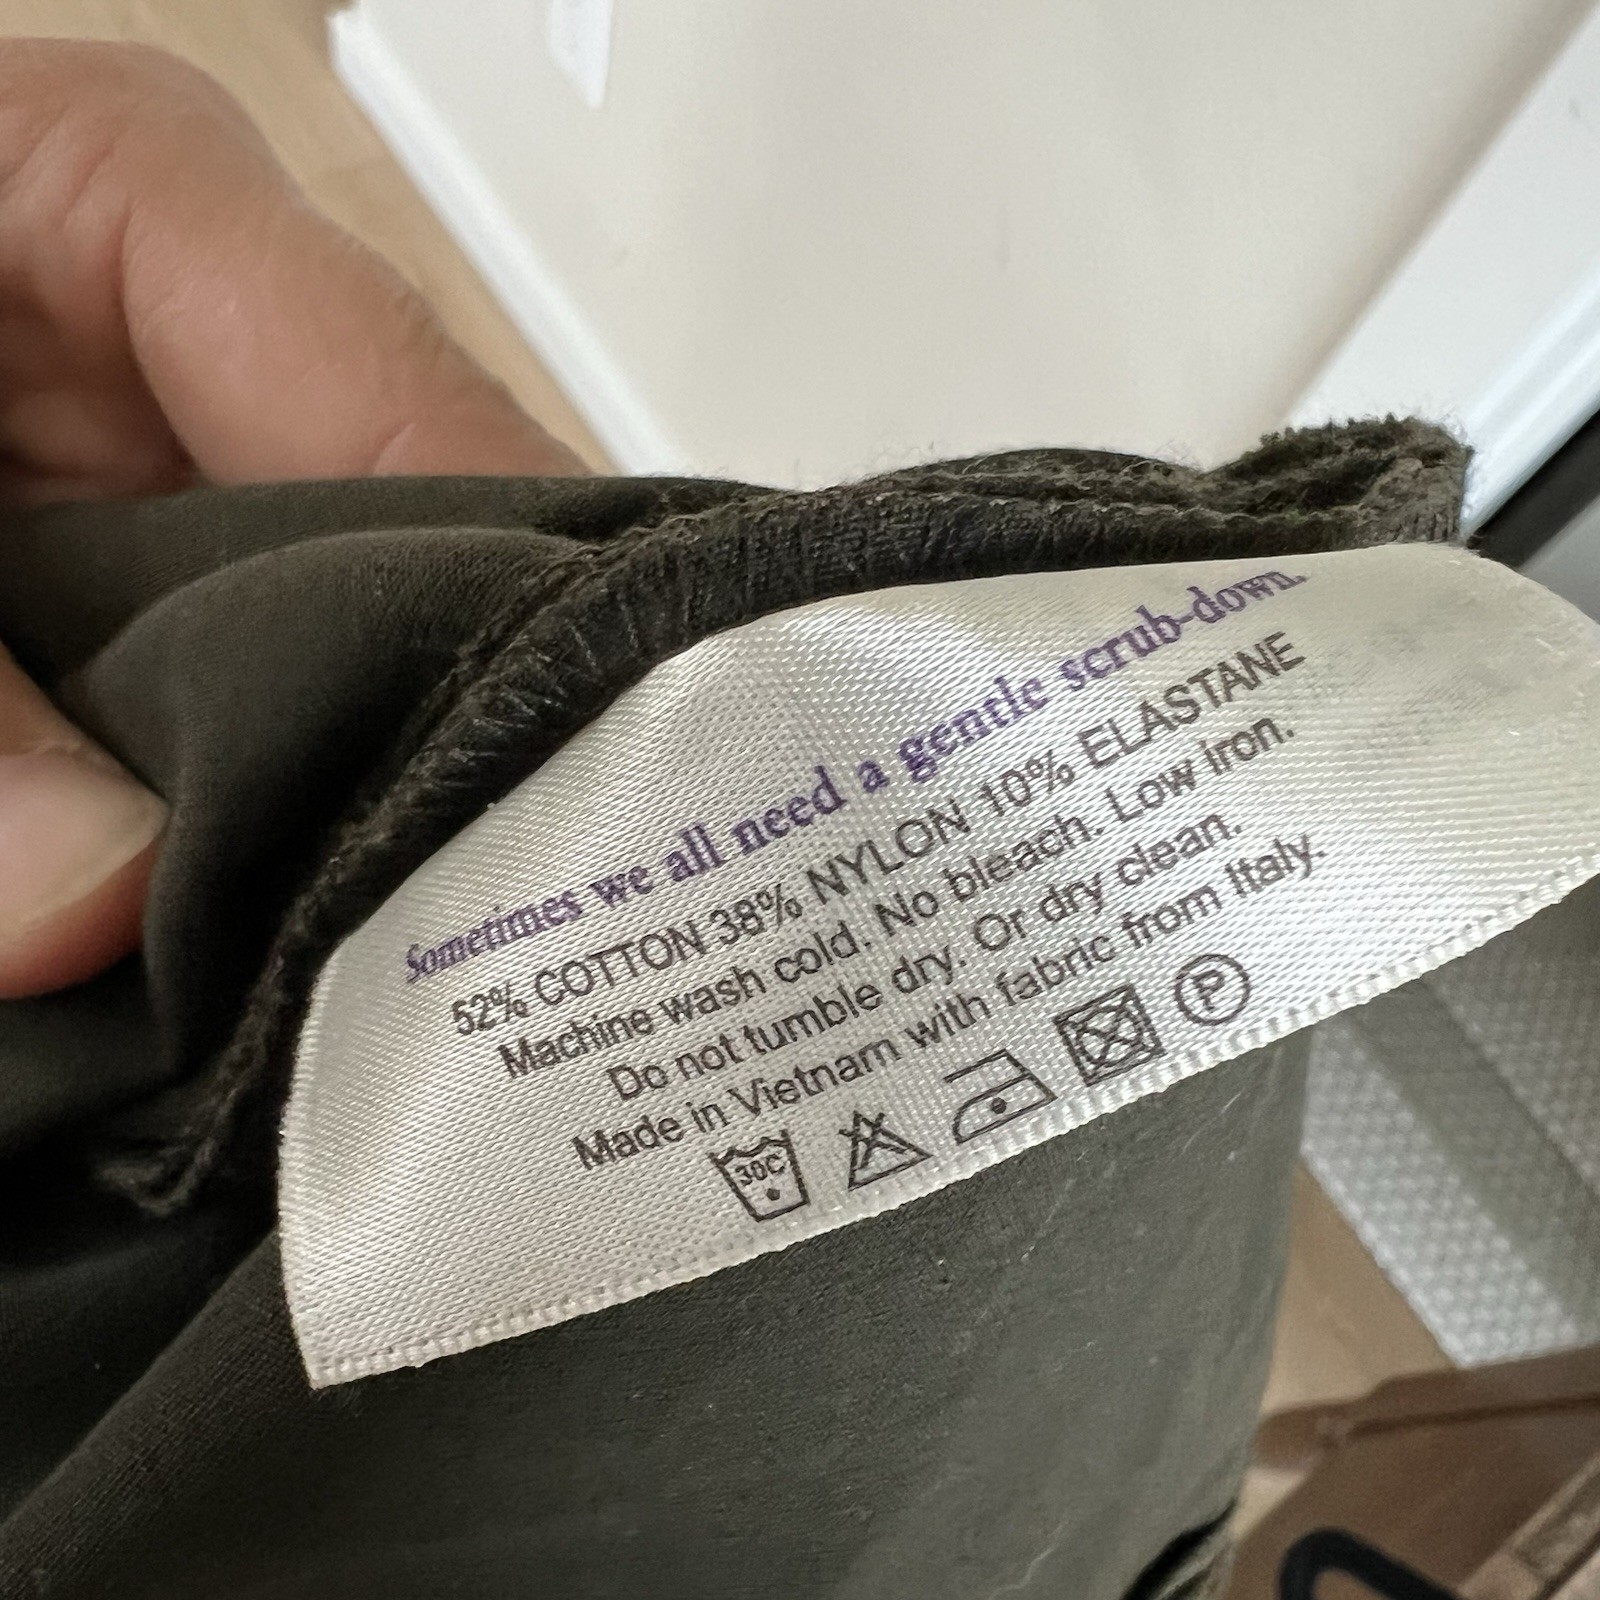 Sometimes we all need a gentle scrub-down.
52% COTTON 38% NYLON 10% ELASTANE
Machine wash cold. No bleach. Low iron.
Do not tumble dry. Or dry clean.
Made in Vietnam with fabric from Italy.
30C P